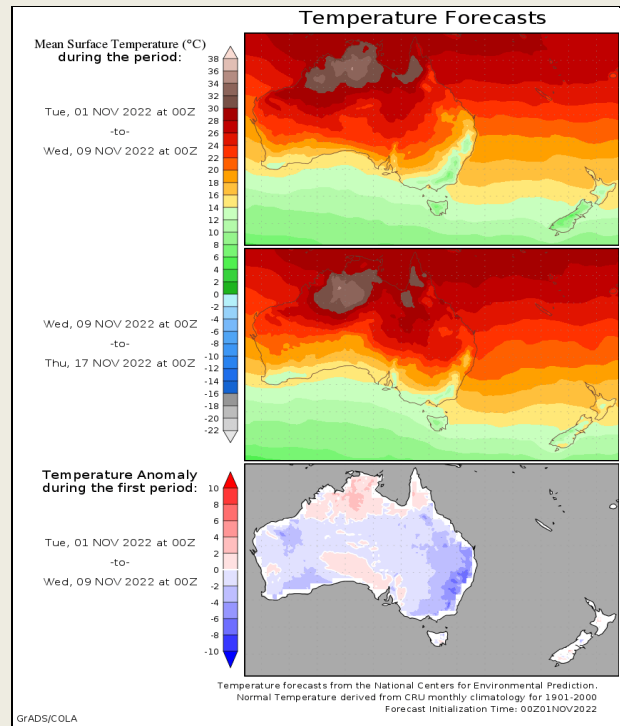 Temperature Forecasts
Mean Surface Temperature (°C)
during the period:
Tue, 01 NOV 2022 at 00Z
-to-
Wed, 09 NOV 2022 at 00Z
38
36
34
32
30
28
26
24
22
20
18
16
14
12
10
8
6
4
2
0
-2
-4
-6
-8
-10
-12
-14
-16
-18
-20
-22
Wed, 09 NOV 2022 at 00Z
-to-
Thu, 17 NOV 2022 at 00Z
Temperature Anomaly
during the first period:
Tue, 01 NOV 2022 at 00Z
-to-
Wed, 09 NOV 2022 at 00Z
10
8
6
4
2
0
-2
-4
-6
-8
-10
Temperature forecasts from the National Centers for Environmental Prediction.
Normal Temperature derived from CRU monthly climatology for 1901-2000
Forecast Initialization Time: 00Z01NOV2022
GrADS/COLA